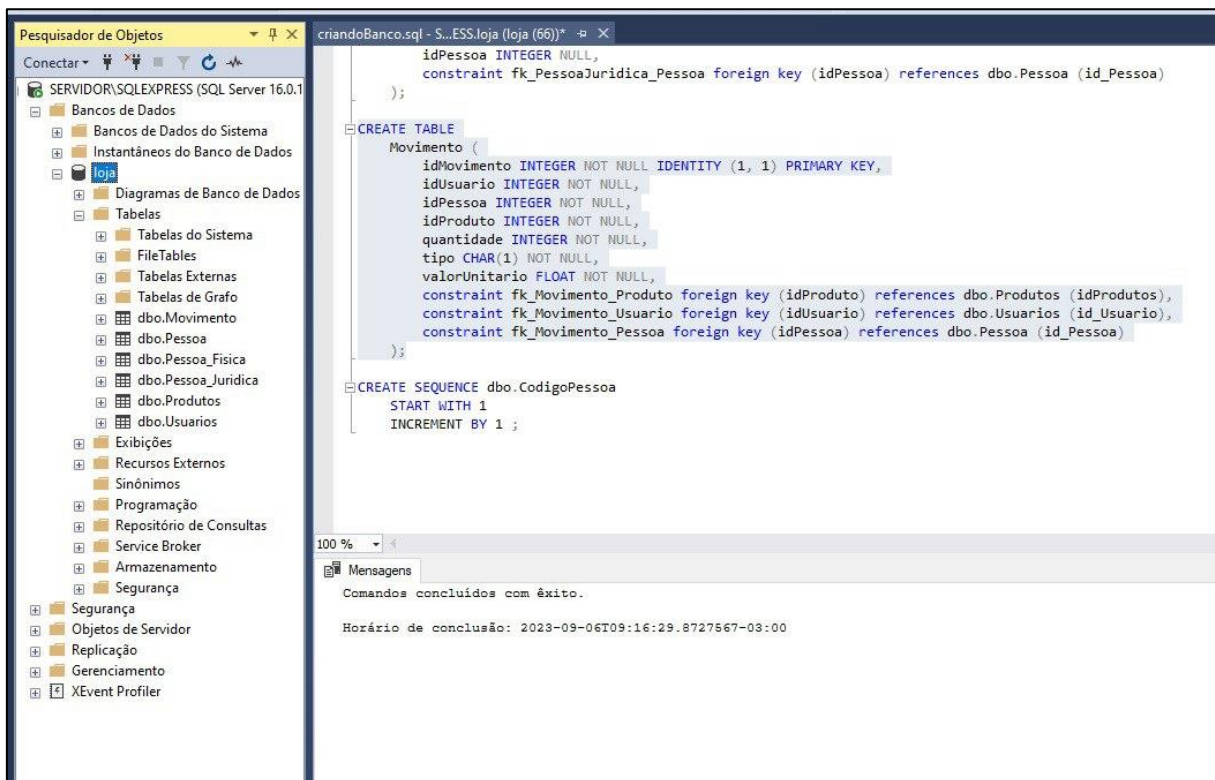 Pesquisador de Objetos
Conectar
SERVIDOR\SQLEXPRESS (SQL Server 16.0.1
Bancos de Dados
Bancos de Dados do Sistema
Instantâneos do Banco de Dados
loja
Diagramas de Banco de Dados
Tabelas
Tabelas do Sistema
FileTables
Tabelas Externas
Tabelas de Grafo
dbo.Movimento
dbo.Pessoa
dbo.Pessoa_Fisica
dbo.Pessoa_Juridica
dbo.Produtos
dbo.Usuarios
Exibições
Recursos Externos
Sinônimos
Programação
Repositório de Consultas
Service Broker
Armazenamento
Segurança
Segurança
Objetos de Servidor
Replicação
Gerenciamento
XEvent Profiler
criandoBanco.sql - S...ESS.loja (loja (66))*
idPessoa INTEGER NULL,
constraint fk_PessoaJuridica_Pessoa foreign key (idPessoa) references dbo.Pessoa (id_Pessoa)
);
CREATE TABLE
Movimento (
idMovimento INTEGER NOT NULL IDENTITY (1, 1) PRIMARY KEY,
idUsuario INTEGER NOT NULL,
idPessoa INTEGER NOT NULL,
idProduto INTEGER NOT NULL,
quantidade INTEGER NOT NULL,
tipo CHAR(1) NOT NULL,
valorUnitario FLOAT NOT NULL,
constraint fk_Movimento_Produto foreign key (idProduto) references dbo.Produtos (idProdutos),
constraint fk_Movimento_Usuario foreign key (idUsuario) references dbo.Usuarios (id_Usuario),
constraint fk_Movimento_Pessoa foreign key (idPessoa) references dbo.Pessoa (id_Pessoa)
);
CREATE SEQUENCE dbo.CodigoPessoa
START WITH 1
INCREMENT BY 1 ;
100 %
Mensagens
Comandos concluídos com êxito.
Horário de conclusão: 2023-09-06T09:16:29.8727567-03:00